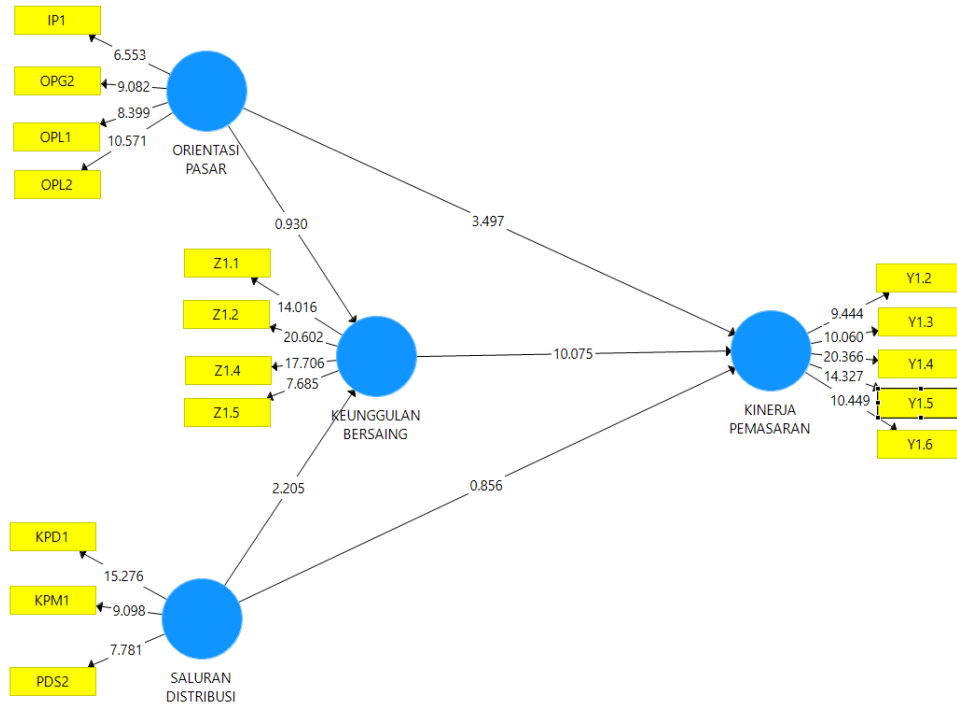 IP1
6.553
OPG2
9.082
8.399
OPL1
10.571
OPL2
ORIENTASI
PASAR
0.930
3.497
Z1.1
14.016
Z1.2
20.602
Z1.4
17.706
7.685
Z1.5
KEUNGGULAN
BERSAING
10.075
Y1.2
9.444
Y1.3
10.060
20.366
Y1.4
14.327
10.449
Y1.5
Y1.6
KINERJA
PEMASARAN
2.205
0.856
KPD1
15.276
KPM1
9.098
7.781
PDS2
SALURAN
DISTRIBUSI